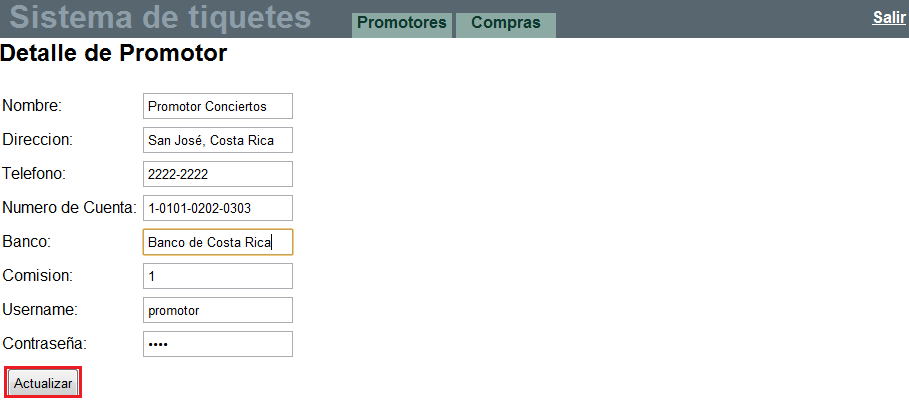 Sistema de tiquetes Promotores Compras Salir
Detalle de Promotor
Nombre: Promotor Conciertos
Direccion: San José, Costa Rica
Telefono: 2222-2222
Numero de Cuenta: 1-0101-0202-0303
Banco: Banco de Costa Rica
Comision: 1
Username: promotor
Contraseña: ••••
Actualizar